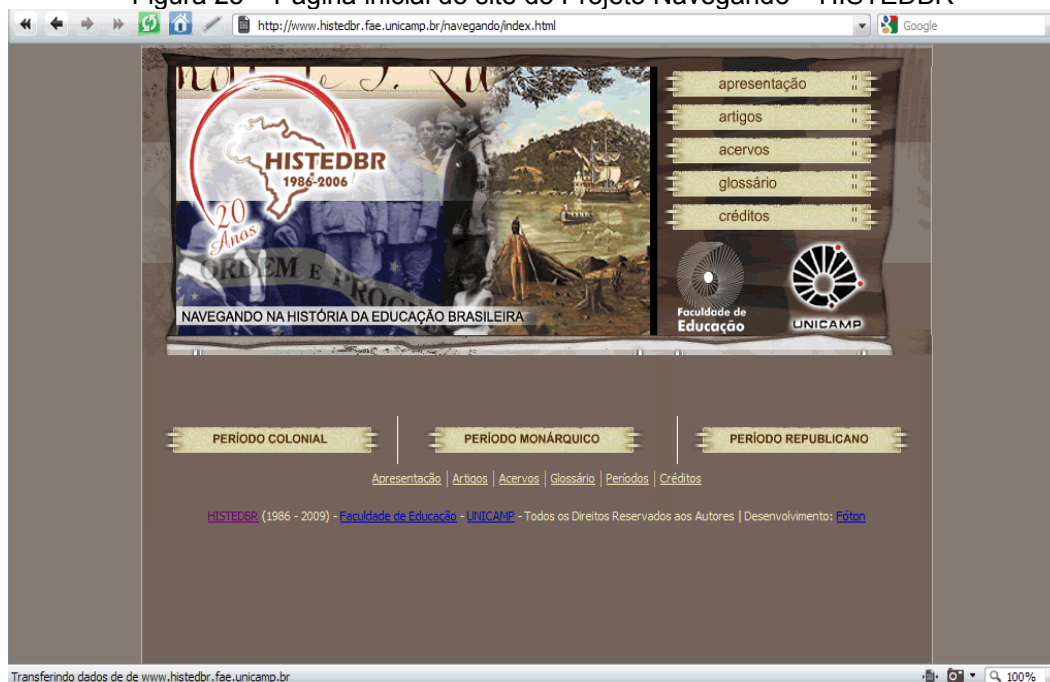 Figura 26 – Página inicial do site do Projeto Navegando – HISTEDBR
http://www.histedbr.fae.unicamp.br/navegando/index.html
Google
HISTEDBR
1986-2006
20
Anos
ORDEM E PROG
NAVEGANDO NA HISTÓRIA DA EDUCAÇÃO BRASILEIRA
apresentação
artigos
acervos
glossário
créditos
Faculdade de
Educação
UNICAMP
PERÍODO COLONIAL
PERÍODO MONÁRQUICO
PERÍODO REPUBLICANO
Apresentação | Artigos | Acervos | Glossário | Períodos | Créditos
HISTEDBR (1986 - 2009) - Faculdade de Educação - UNICAMP - Todos os Direitos Reservados aos Autores | Desenvolvimento: Fóton
Transferindo dados de de www.histedbr.fae.unicamp.br
100%